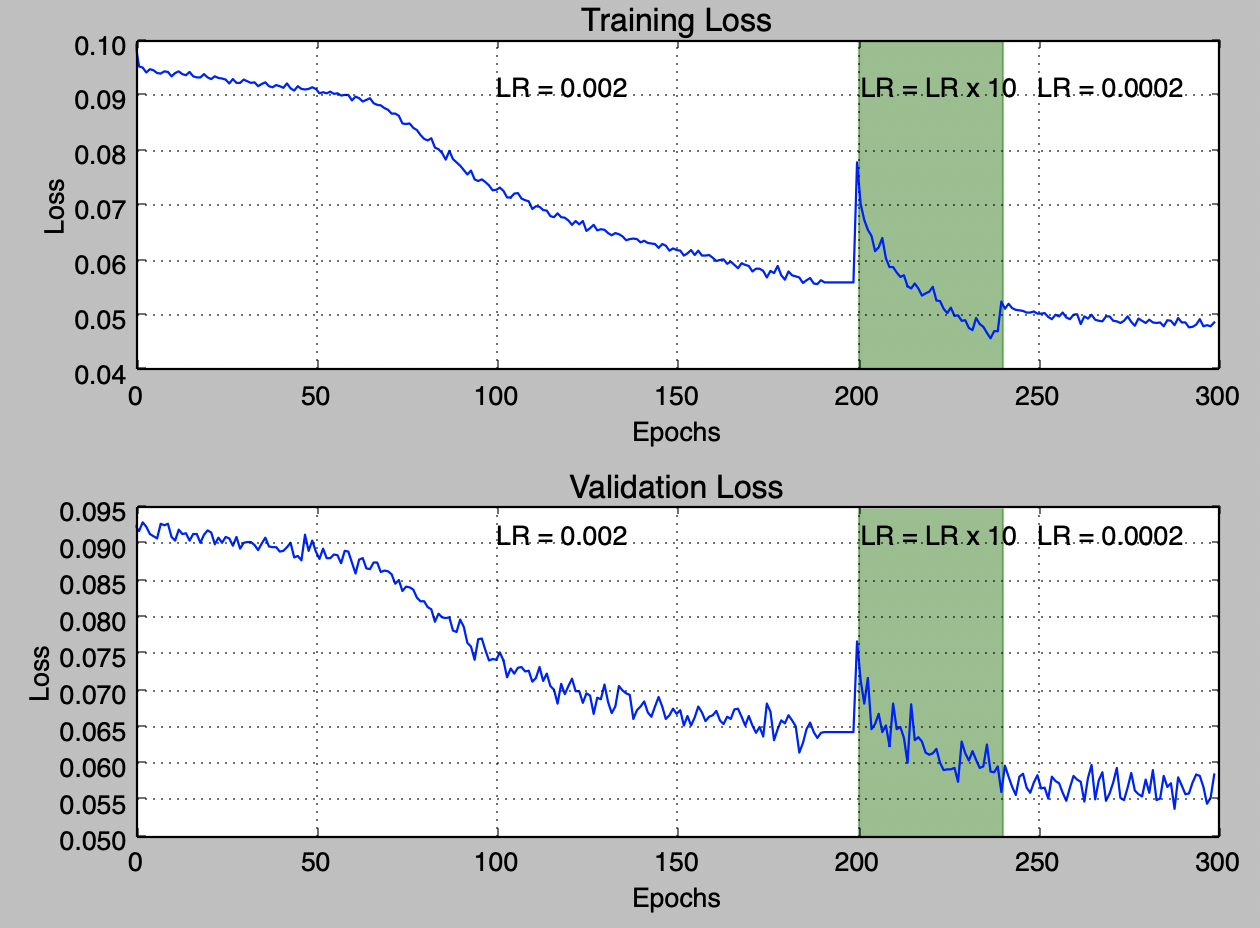 Training Loss
0.10
0.09
0.08
0.07
0.06
0.05
0.04
Loss
LR = 0.002
LR = LR x 10
LR = 0.0002
0 50 100 150 200 250 300
Epochs
Validation Loss
0.095
0.090
0.085
0.080
0.075
0.070
0.065
0.060
0.055
0.050
Loss
LR = 0.002
LR = LR x 10
LR = 0.0002
0 50 100 150 200 250 300
Epochs